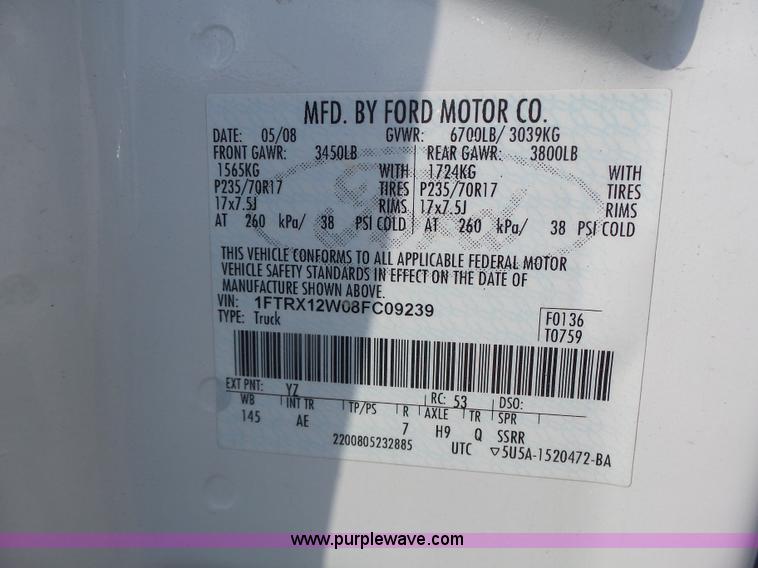 MFD. BY FORD MOTOR CO.
DATE: 05/08 GVWR: 6700LB/ 3039KG
FRONT GAWR: 3450LB REAR GAWR: 3800LB
1565KG WITH 1724KG WITH
P235/70R17 TIRES P235/70R17 TIRES
17x7.5J RIMS 17x7.5J RIMS
AT 260 kPa/ 38 PSI COLD AT 260 kPa/ 38 PSI COLD
Ford
THIS VEHICLE CONFORMS TO ALL APPLICABLE FEDERAL MOTOR
VEHICLE SAFETY STANDARDS IN EFFECT ON THE DATE OF
MANUFACTURE SHOWN ABOVE.
VIN: 1FTRX12W08FC09239
TYPE: Truck
F0136
T0759
EXT PNT: YZ RC: 53 DSO:
WB INT TR TP/PS R AXLE TR SPR
145 AE 7 H9 Q SSRR
2200805232885 UTC ▽5U5A-1520472-BA
www.purplewave.com